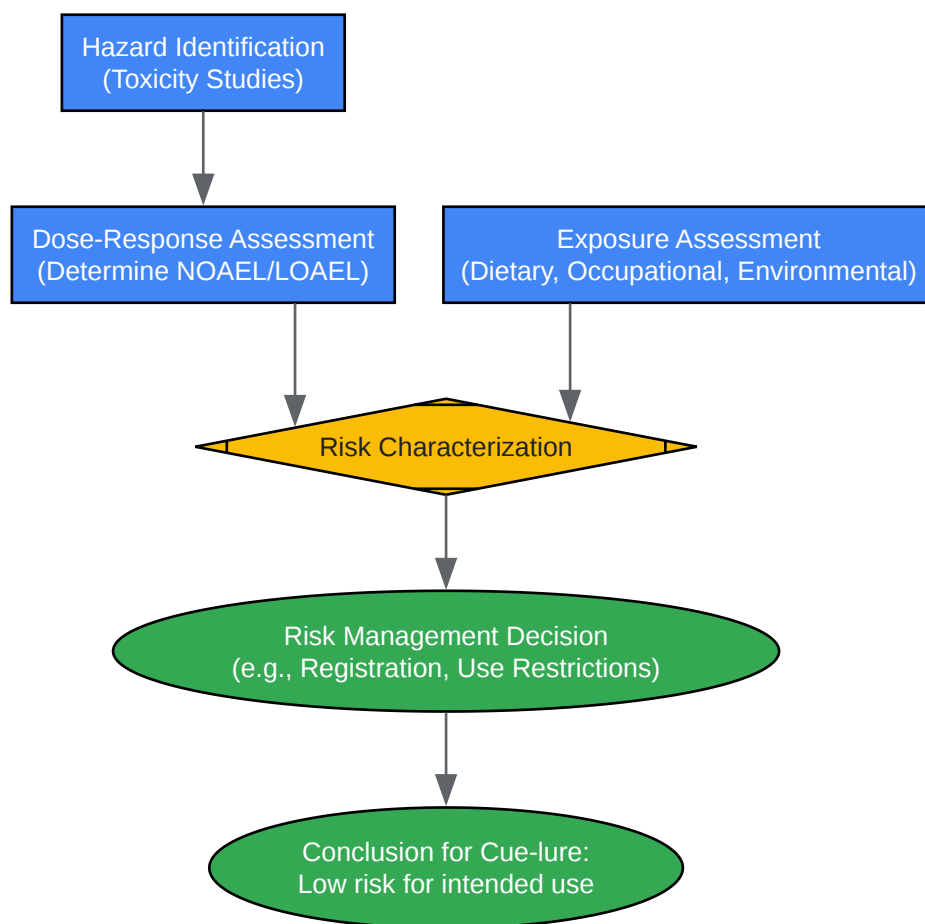 Hazard Identification
(Toxicity Studies)
Dose-Response Assessment
(Determine NOAEL/LOAEL)
Exposure Assessment
(Dietary, Occupational, Environmental)
Risk Characterization
Risk Management Decision
(e.g., Registration, Use Restrictions)
Conclusion for Cue-lure:
Low risk for intended use